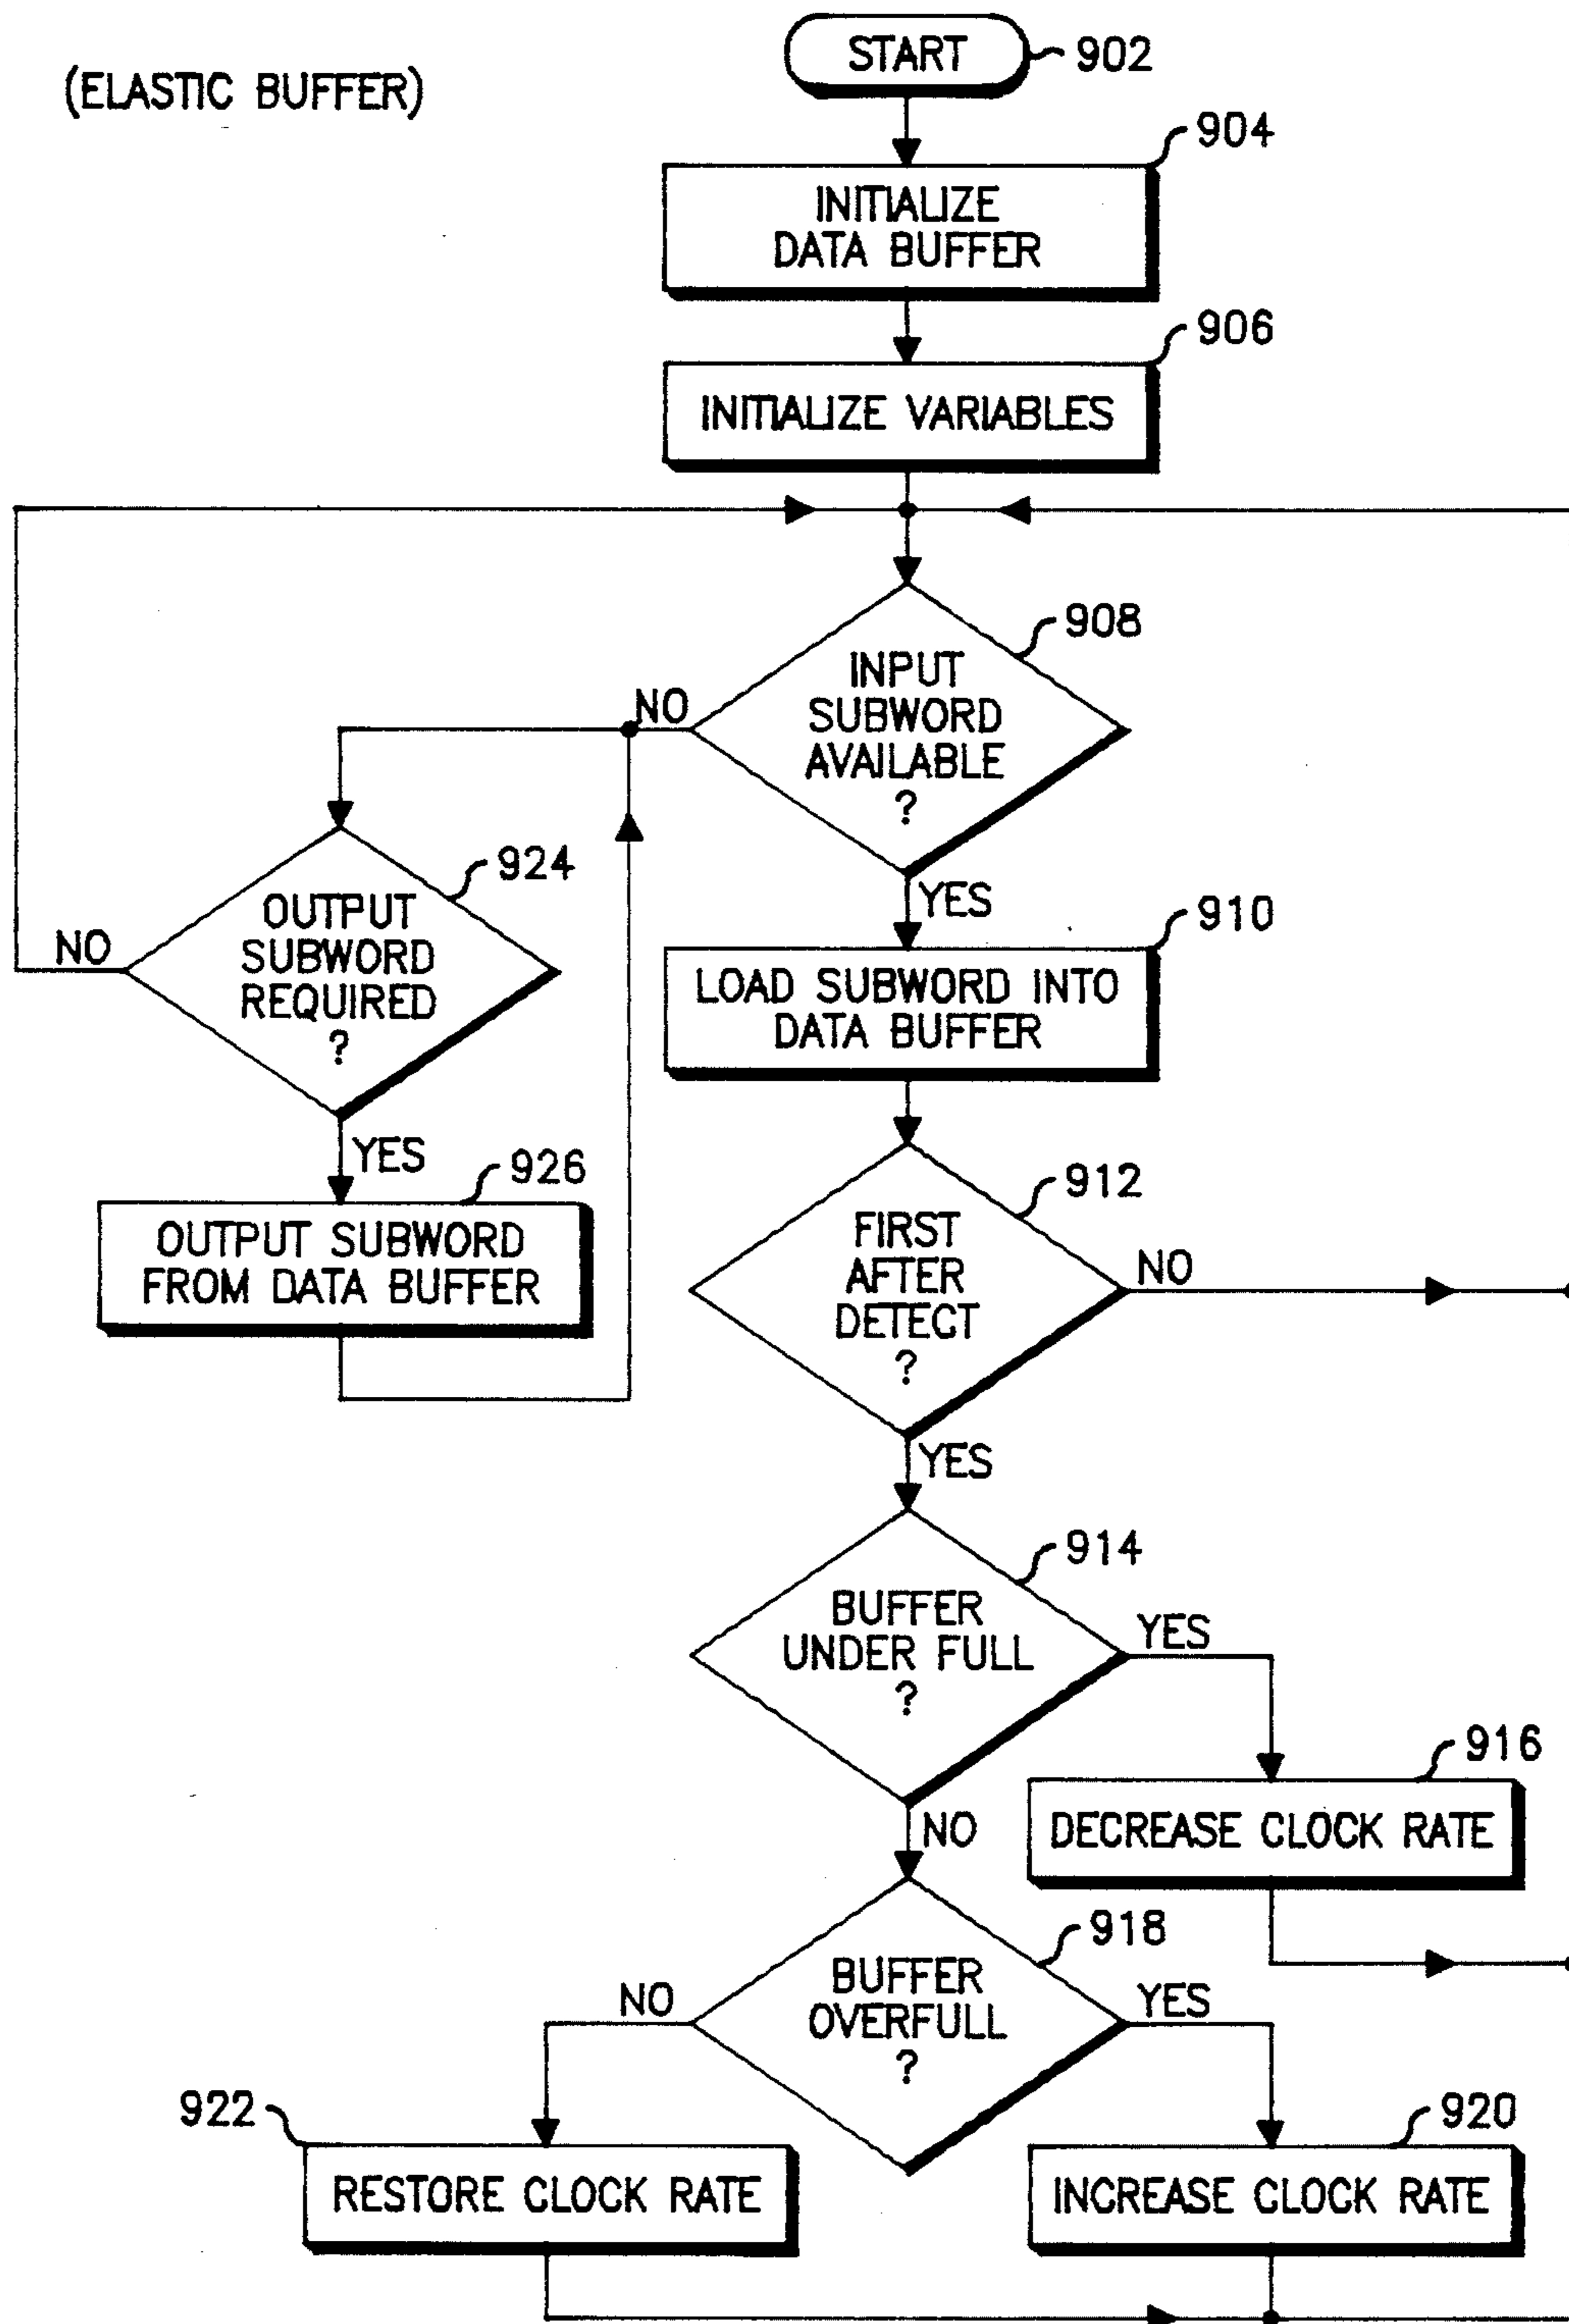 (ELASTIC BUFFER)
START
902
904
INITIALIZE
DATA BUFFER
906
INITIALIZE VARIABLES
908
INPUT
SUBWORD
AVAILABLE
?
NO
YES
924
OUTPUT
SUBWORD
REQUIRED
?
NO
YES
926
OUTPUT SUBWORD
FROM DATA BUFFER
910
LOAD SUBWORD INTO
DATA BUFFER
912
FIRST
AFTER
DETECT
?
NO
YES
914
BUFFER
UNDER FULL
?
YES
NO
916
DECREASE CLOCK RATE
918
BUFFER
OVERFULL
?
NO
YES
922
RESTORE CLOCK RATE
920
INCREASE CLOCK RATE